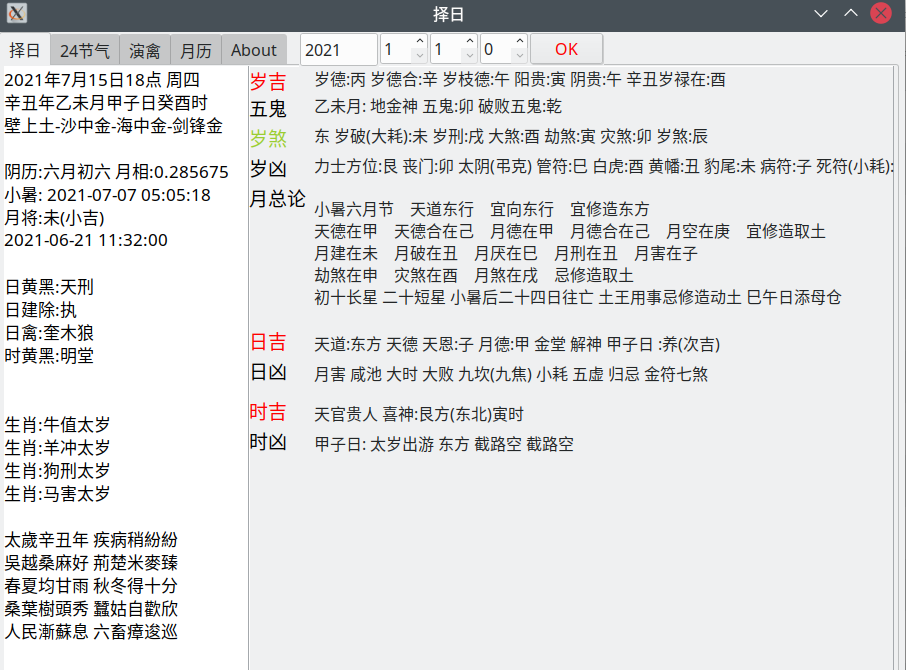 择日
择日 24节气 演禽 月历 About 2021 1 1 0 OK
2021年7月15日18点 周四
辛丑年乙未月甲子日癸酉时
壁上土-沙中金-海中金-剑锋金
阴历:六月初六 月相:0.285675
小暑: 2021-07-07 05:05:18
月将:未(小吉)
2021-06-21 11:32:00
日黄黑:天刑
日建除:执
日禽:奎木狼
时黄黑:明堂
生肖:牛值太岁
生肖:羊冲太岁
生肖:狗刑太岁
生肖:马害太岁
太歲辛丑年 疾病稍紛紛
吳越桑麻好 荊楚米麥臻
春夏均甘雨 秋冬得十分
桑葉樹頭秀 蠶姑自歡欣
人民漸蘇息 六畜瘴逡巡
岁吉 岁德:丙 岁德合:辛 岁枝德:午 阳贵:寅 阴贵:午 辛丑岁禄在:酉
五鬼 乙未月: 地金神 五鬼:卯 破败五鬼:乾
岁煞 东 岁破(大耗):未 岁刑:戌 大煞:酉 劫煞:寅 灾煞:卯 岁煞:辰
岁凶 力士方位:艮 丧门:卯 太阴(弔克) 管符:巳 白虎:酉 黄幡:丑 豹尾:未 病符:子 死符(小耗):
月总论
小暑六月节 天道东行 宜向东行 宜修造东方
天德在甲 天德合在己 月德在甲 月德合在己 月空在庚 宜修造取土
月建在未 月破在丑 月厌在巳 月刑在丑 月害在子
劫煞在申 灾煞在酉 月煞在戌 忌修造取土
初十长星 二十短星 小暑后二十四日往亡 土王用事忌修造动土 巳午日添母仓
日吉 天道:东方 天德 天恩:子 月德:甲 金堂 解神 甲子日 :养(次吉)
日凶 月害 咸池 大时 大败 九坎(九焦) 小耗 五虚 归忌 金符七煞
时吉 天官贵人 喜神:艮方(东北)寅时
时凶 甲子日: 太岁出游 东方 截路空 截路空